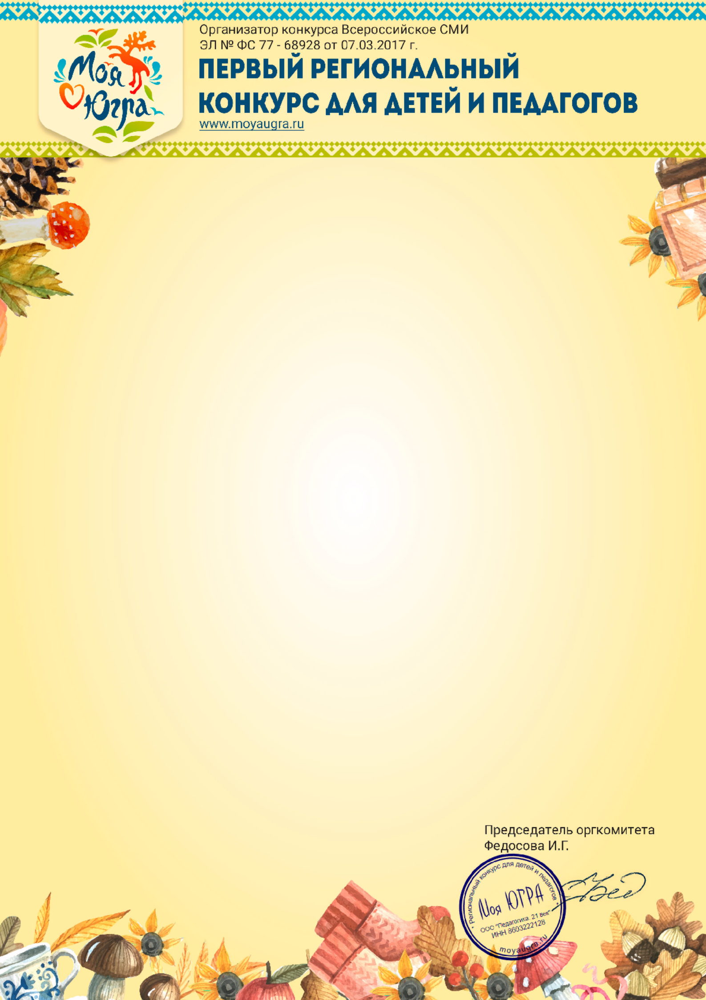 Моя
Югра
Организатор конкурса Всероссийское СМИ
ЭЛ № ФС 77 - 68928 от 07.03.2017 г.
ПЕРВЫЙ РЕГИОНАЛЬНЫЙ
КОНКУРС ДЛЯ ДЕТЕЙ И ПЕДАГОГОВ
www.moyaugra.ru
Председатель оргкомитета
Федосова И.Г.
* Региональный конкурс для детей и педагогов *
Моя ЮГРА
ООО "Педагогика. 21 век"
ИНН 8603222128
moyaugra.ru